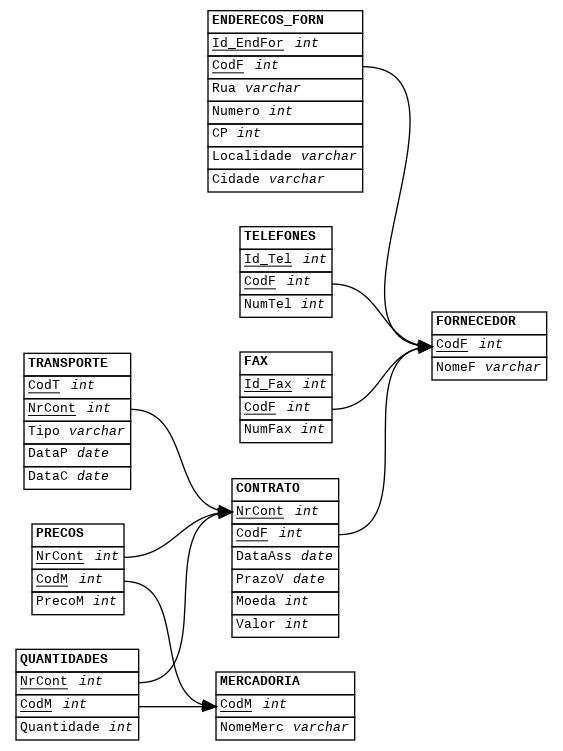 ENDERECOS_FORN
Id_EndFor int
CodF int
Rua varchar
Numero int
CP int
Localidade varchar
Cidade varchar
TELEFONES
Id_Tel int
CodF int
NumTel int
FORNECEDOR
CodF int
NomeF varchar
TRANSPORTE
CodT int
NrCont int
Tipo varchar
DataP date
DataC date
FAX
Id_Fax int
CodF int
NumFax int
CONTRATO
NrCont int
CodF int
DataAss date
PrazoV date
Moeda int
Valor int
PRECOS
NrCont int
CodM int
PrecoM int
QUANTIDADES
NrCont int
CodM int
Quantidade int
MERCADORIA
CodM int
NomeMerc varchar